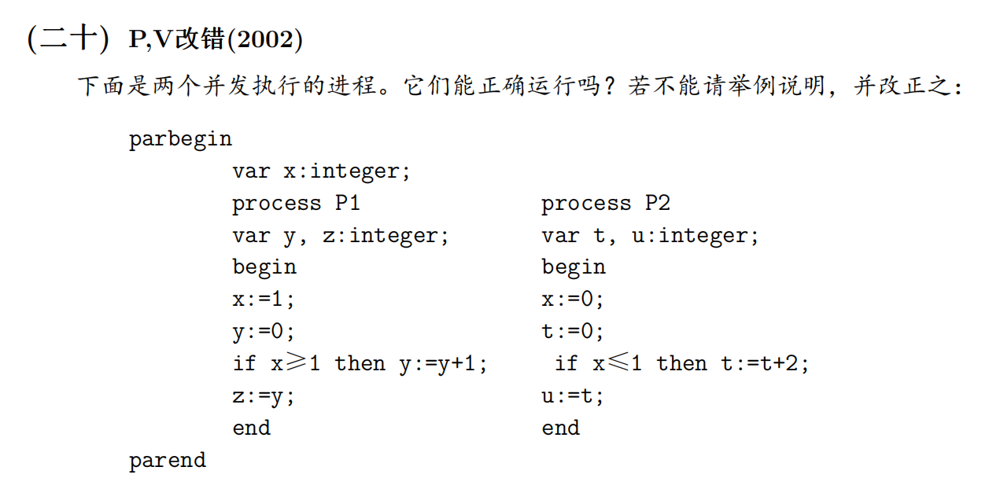 (二十) P,V改错(2002)
下面是两个并发执行的进程。它们能正确运行吗？若不能请举例说明，并改正之：
parbegin
var x:integer;
process P1 process P2
var y, z:integer; var t, u:integer;
begin begin
x:=1; x:=0;
y:=0; t:=0;
if x⩾1 then y:=y+1; if x⩽1 then t:=t+2;
z:=y; u:=t;
end end
parend